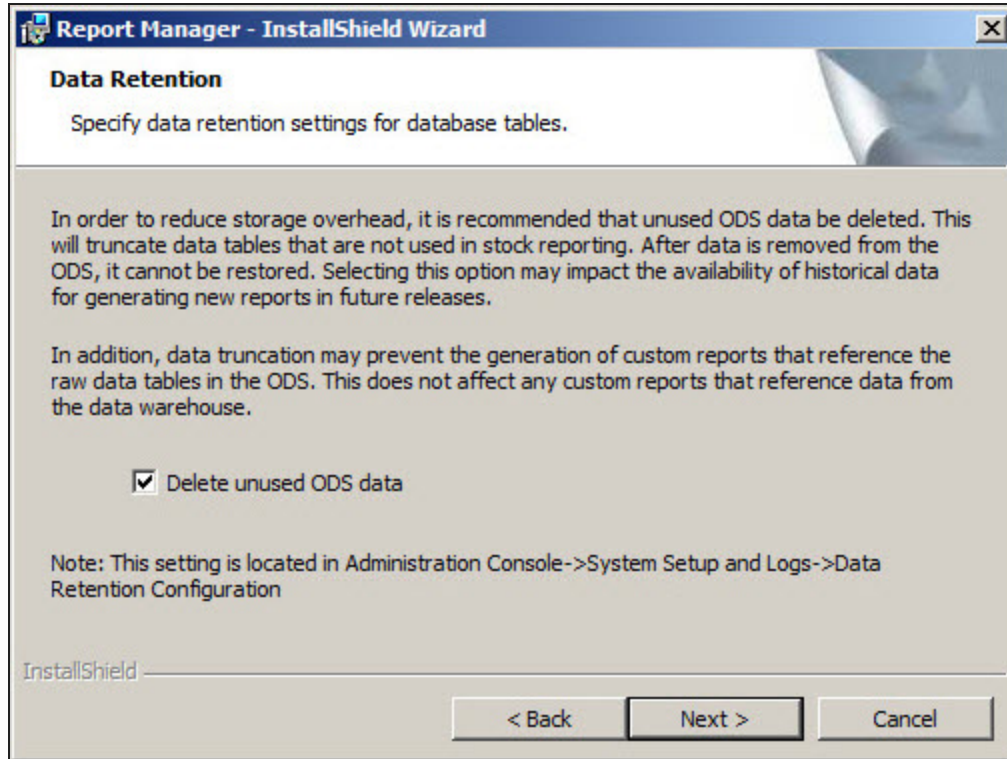 Report Manager - InstallShield Wizard
Data Retention
Specify data retention settings for database tables.
In order to reduce storage overhead, it is recommended that unused ODS data be deleted. This
will truncate data tables that are not used in stock reporting. After data is removed from the
ODS, it cannot be restored. Selecting this option may impact the availability of historical data
for generating new reports in future releases.
In addition, data truncation may prevent the generation of custom reports that reference the
raw data tables in the ODS. This does not affect any custom reports that reference data from
the data warehouse.
Delete unused ODS data
Note: This setting is located in Administration Console->System Setup and Logs->Data
Retention Configuration
InstallShield
< Back
Next >
Cancel